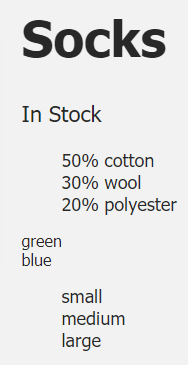 Socks
In Stock
50% cotton
30% wool
20% polyester
green
blue
small
medium
large